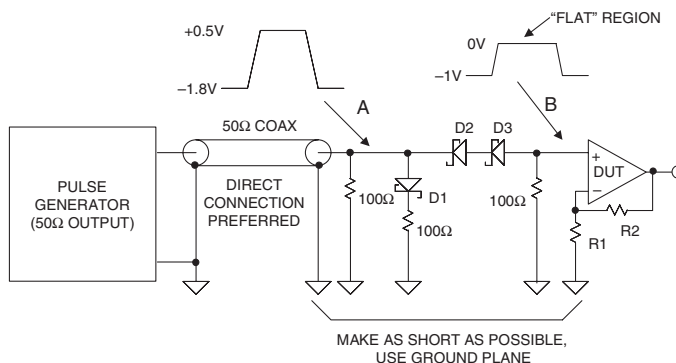 +0.5V
−1.8V
A
"FLAT" REGION
0V
−1V
B
50Ω COAX
DIRECT
CONNECTION
PREFERRED
PULSE
GENERATOR
(50Ω OUTPUT)
100Ω
D1
100Ω
D2
D3
100Ω
+
DUT
−
R1
R2
MAKE AS SHORT AS POSSIBLE,
USE GROUND PLANE